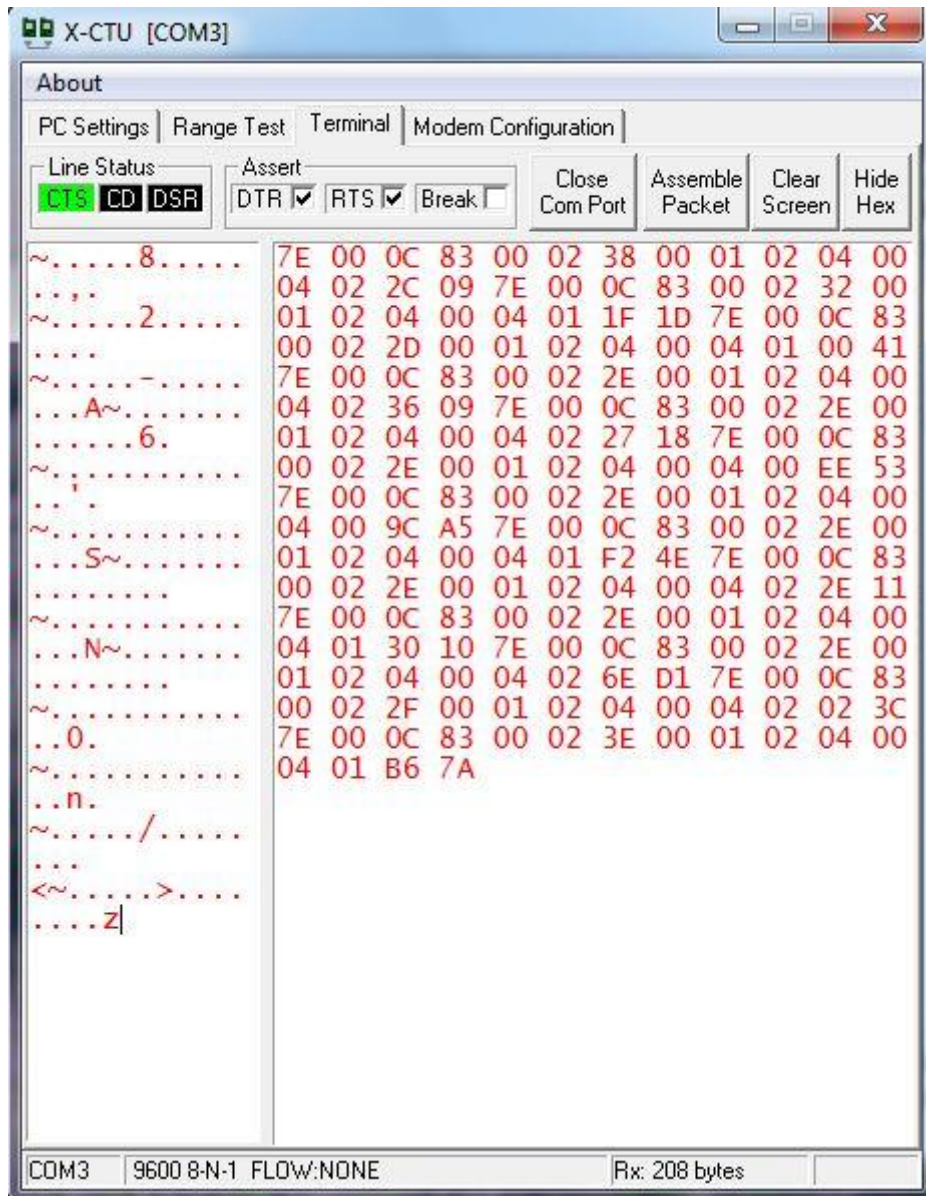 X-CTU [COM3]
About
PC Settings Range Test Terminal Modem Configuration
Line Status Assert
CTS CD DSR DTR RTS Break
Close Com Port Assemble Packet Clear Screen Hide Hex
~.....8.....
..,.
~.....2.....
....
~.....-.....
...A~.......
......6.
~...........
..'.
~...........
...S~.......
........
~...........
...N~.......
........
~...........
..0.
~...........
..n.
~...../.....
...
<~.....>....
....z
7E 00 0C 83 00 02 38 00 01 02 04 00
04 02 2C 09 7E 00 0C 83 00 02 32 00
01 02 04 00 04 01 1F 1D 7E 00 0C 83
00 02 2D 00 01 02 04 00 04 01 00 41
7E 00 0C 83 00 02 2E 00 01 02 04 00
04 02 36 09 7E 00 0C 83 00 02 2E 00
01 02 04 00 04 02 27 18 7E 00 0C 83
00 02 2E 00 01 02 04 00 04 00 EE 53
7E 00 0C 83 00 02 2E 00 01 02 04 00
04 00 9C A5 7E 00 0C 83 00 02 2E 00
01 02 04 00 04 01 F2 4E 7E 00 0C 83
00 02 2E 00 01 02 04 00 04 02 2E 11
7E 00 0C 83 00 02 2E 00 01 02 04 00
04 01 30 10 7E 00 0C 83 00 02 2E 00
01 02 04 00 04 02 6E D1 7E 00 0C 83
00 02 2F 00 01 02 04 00 04 02 02 3C
7E 00 0C 83 00 02 3E 00 01 02 04 00
04 01 B6 7A
COM3 9600 8-N-1 FLOW:NONE Rx: 208 bytes